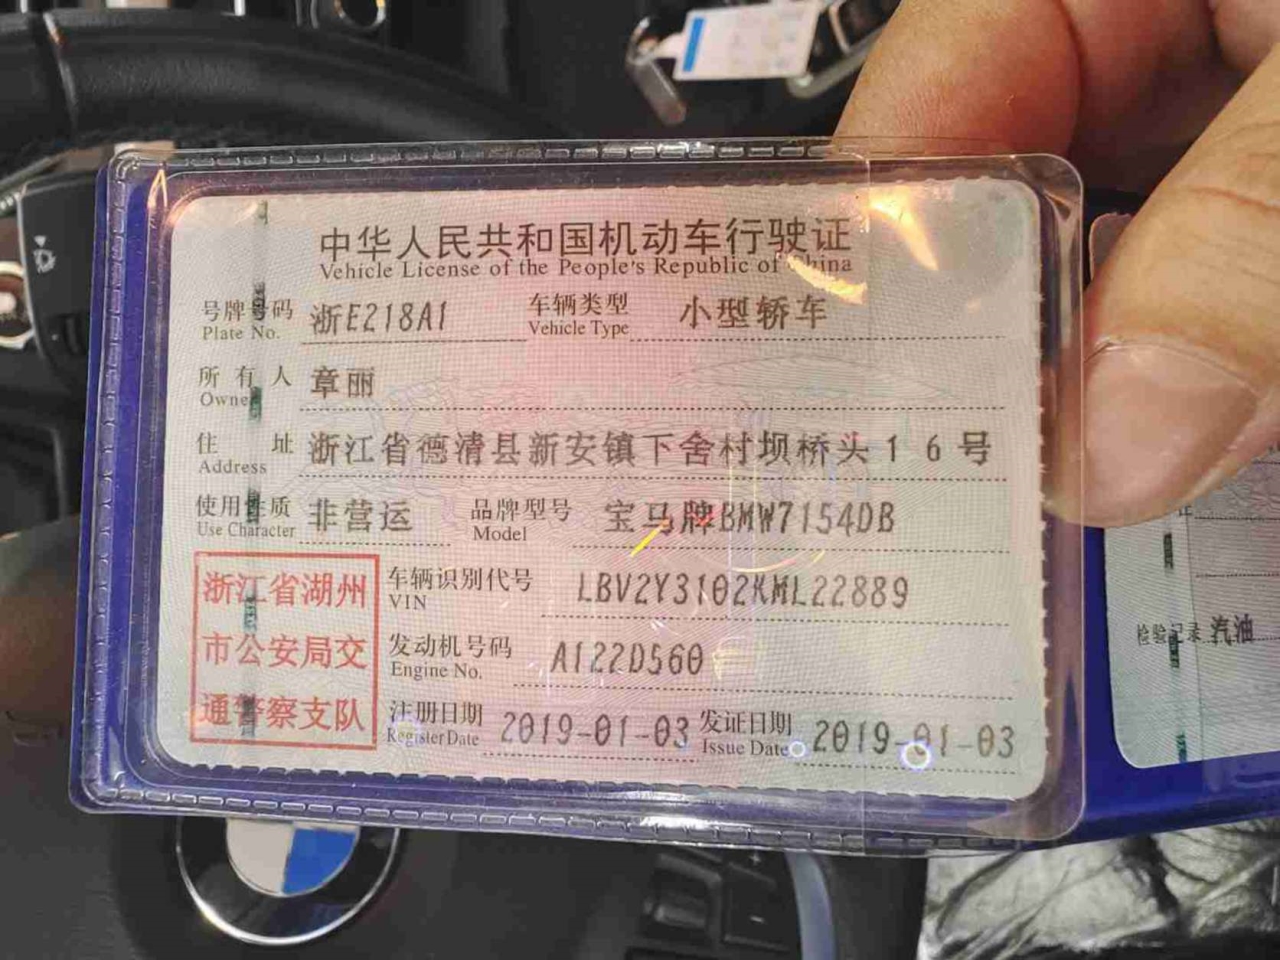 中华人民共和国机动车行驶证
Vehicle License of the People's Republic of China
号牌号码 浙E218A1 车辆类型 小型轿车
Plate No. Vehicle Type
所有人 章丽
Owner
住址 浙江省德清县新安镇下舍村坝桥头16号
Address
使用性质 非营运 品牌型号 宝马牌BMW7154DB
Use Character Model
浙江省湖州
市公安局交
通警察支队
车辆识别代号 LBV2Y3102KML22889
VIN
发动机号码 A122D560
Engine No.
注册日期 2019-01-03 发证日期 2019-01-03
Register Date Issue Date
检验记录 汽油